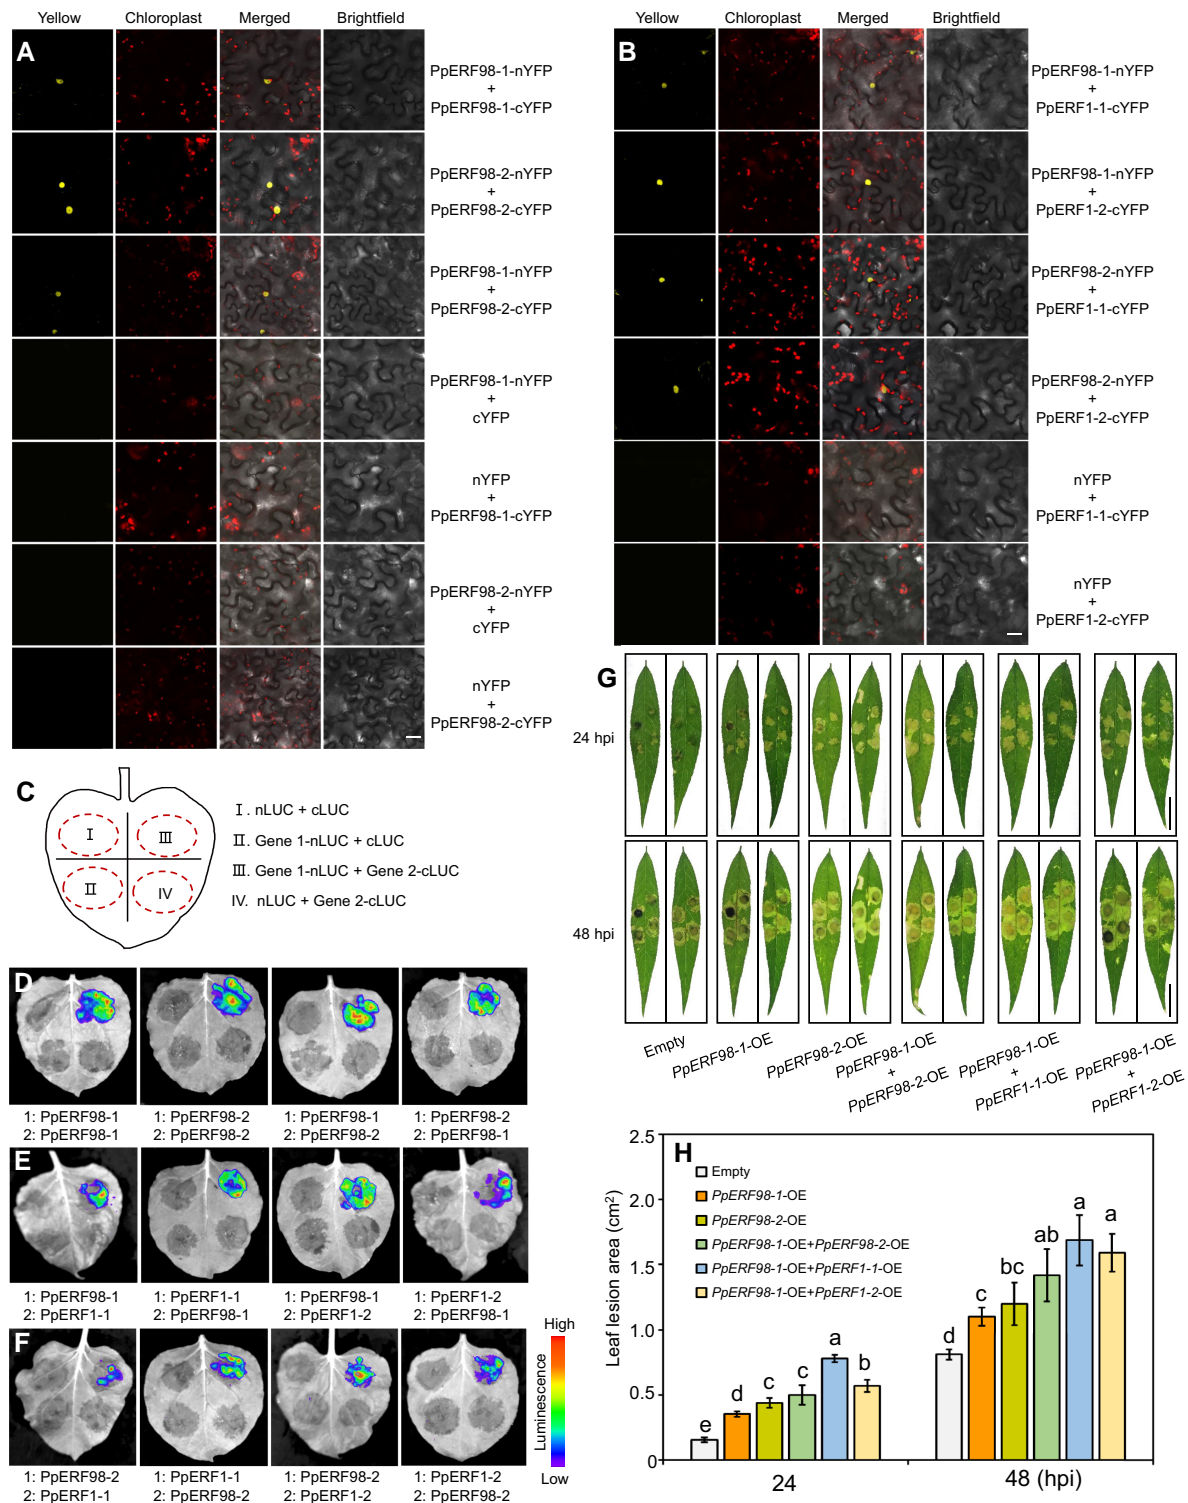 Yellow Chloroplast Merged Brightfield
A
PpERF98-1-nYFP
+
PpERF98-1-cYFP
PpERF98-2-nYFP
+
PpERF98-2-cYFP
PpERF98-1-nYFP
+
PpERF98-2-cYFP
PpERF98-1-nYFP
+
cYFP
nYFP
+
PpERF98-1-cYFP
PpERF98-2-nYFP
+
cYFP
nYFP
+
PpERF98-2-cYFP
Yellow Chloroplast Merged Brightfield
B
PpERF98-1-nYFP
+
PpERF1-1-cYFP
PpERF98-1-nYFP
+
PpERF1-2-cYFP
PpERF98-2-nYFP
+
PpERF1-1-cYFP
PpERF98-2-nYFP
+
PpERF1-2-cYFP
nYFP
+
PpERF1-1-cYFP
nYFP
+
PpERF1-2-cYFP
C
I III
II IV
I . nLUC + cLUC
II. Gene 1-nLUC + cLUC
III. Gene 1-nLUC + Gene 2-cLUC
IV. nLUC + Gene 2-cLUC
D
1: PpERF98-1 1: PpERF98-2 1: PpERF98-1 1: PpERF98-2
2: PpERF98-1 2: PpERF98-2 2: PpERF98-2 2: PpERF98-1
E
1: PpERF98-1 1: PpERF1-1 1: PpERF98-1 1: PpERF1-2
2: PpERF1-1 2: PpERF98-1 2: PpERF1-2 2: PpERF98-1
F
1: PpERF98-2 1: PpERF1-1 1: PpERF98-2 1: PpERF1-2
2: PpERF1-1 2: PpERF98-2 2: PpERF1-2 2: PpERF98-2
High
Luminescence
Low
G
24 hpi
48 hpi
Empty
PpERF98-1-OE
PpERF98-2-OE
PpERF98-1-OE
+
PpERF98-2-OE
PpERF98-1-OE
+
PpERF1-1-OE
PpERF98-1-OE
+
PpERF1-2-OE
H
Leaf lesion area (cm2)
2.5
2.0
1.5
1.0
0.5
0
Empty
PpERF98-1-OE
PpERF98-2-OE
PpERF98-1-OE+PpERF98-2-OE
PpERF98-1-OE+PpERF1-1-OE
PpERF98-1-OE+PpERF1-2-OE
e d c c a b
d c bc ab a a
24 48 (hpi)